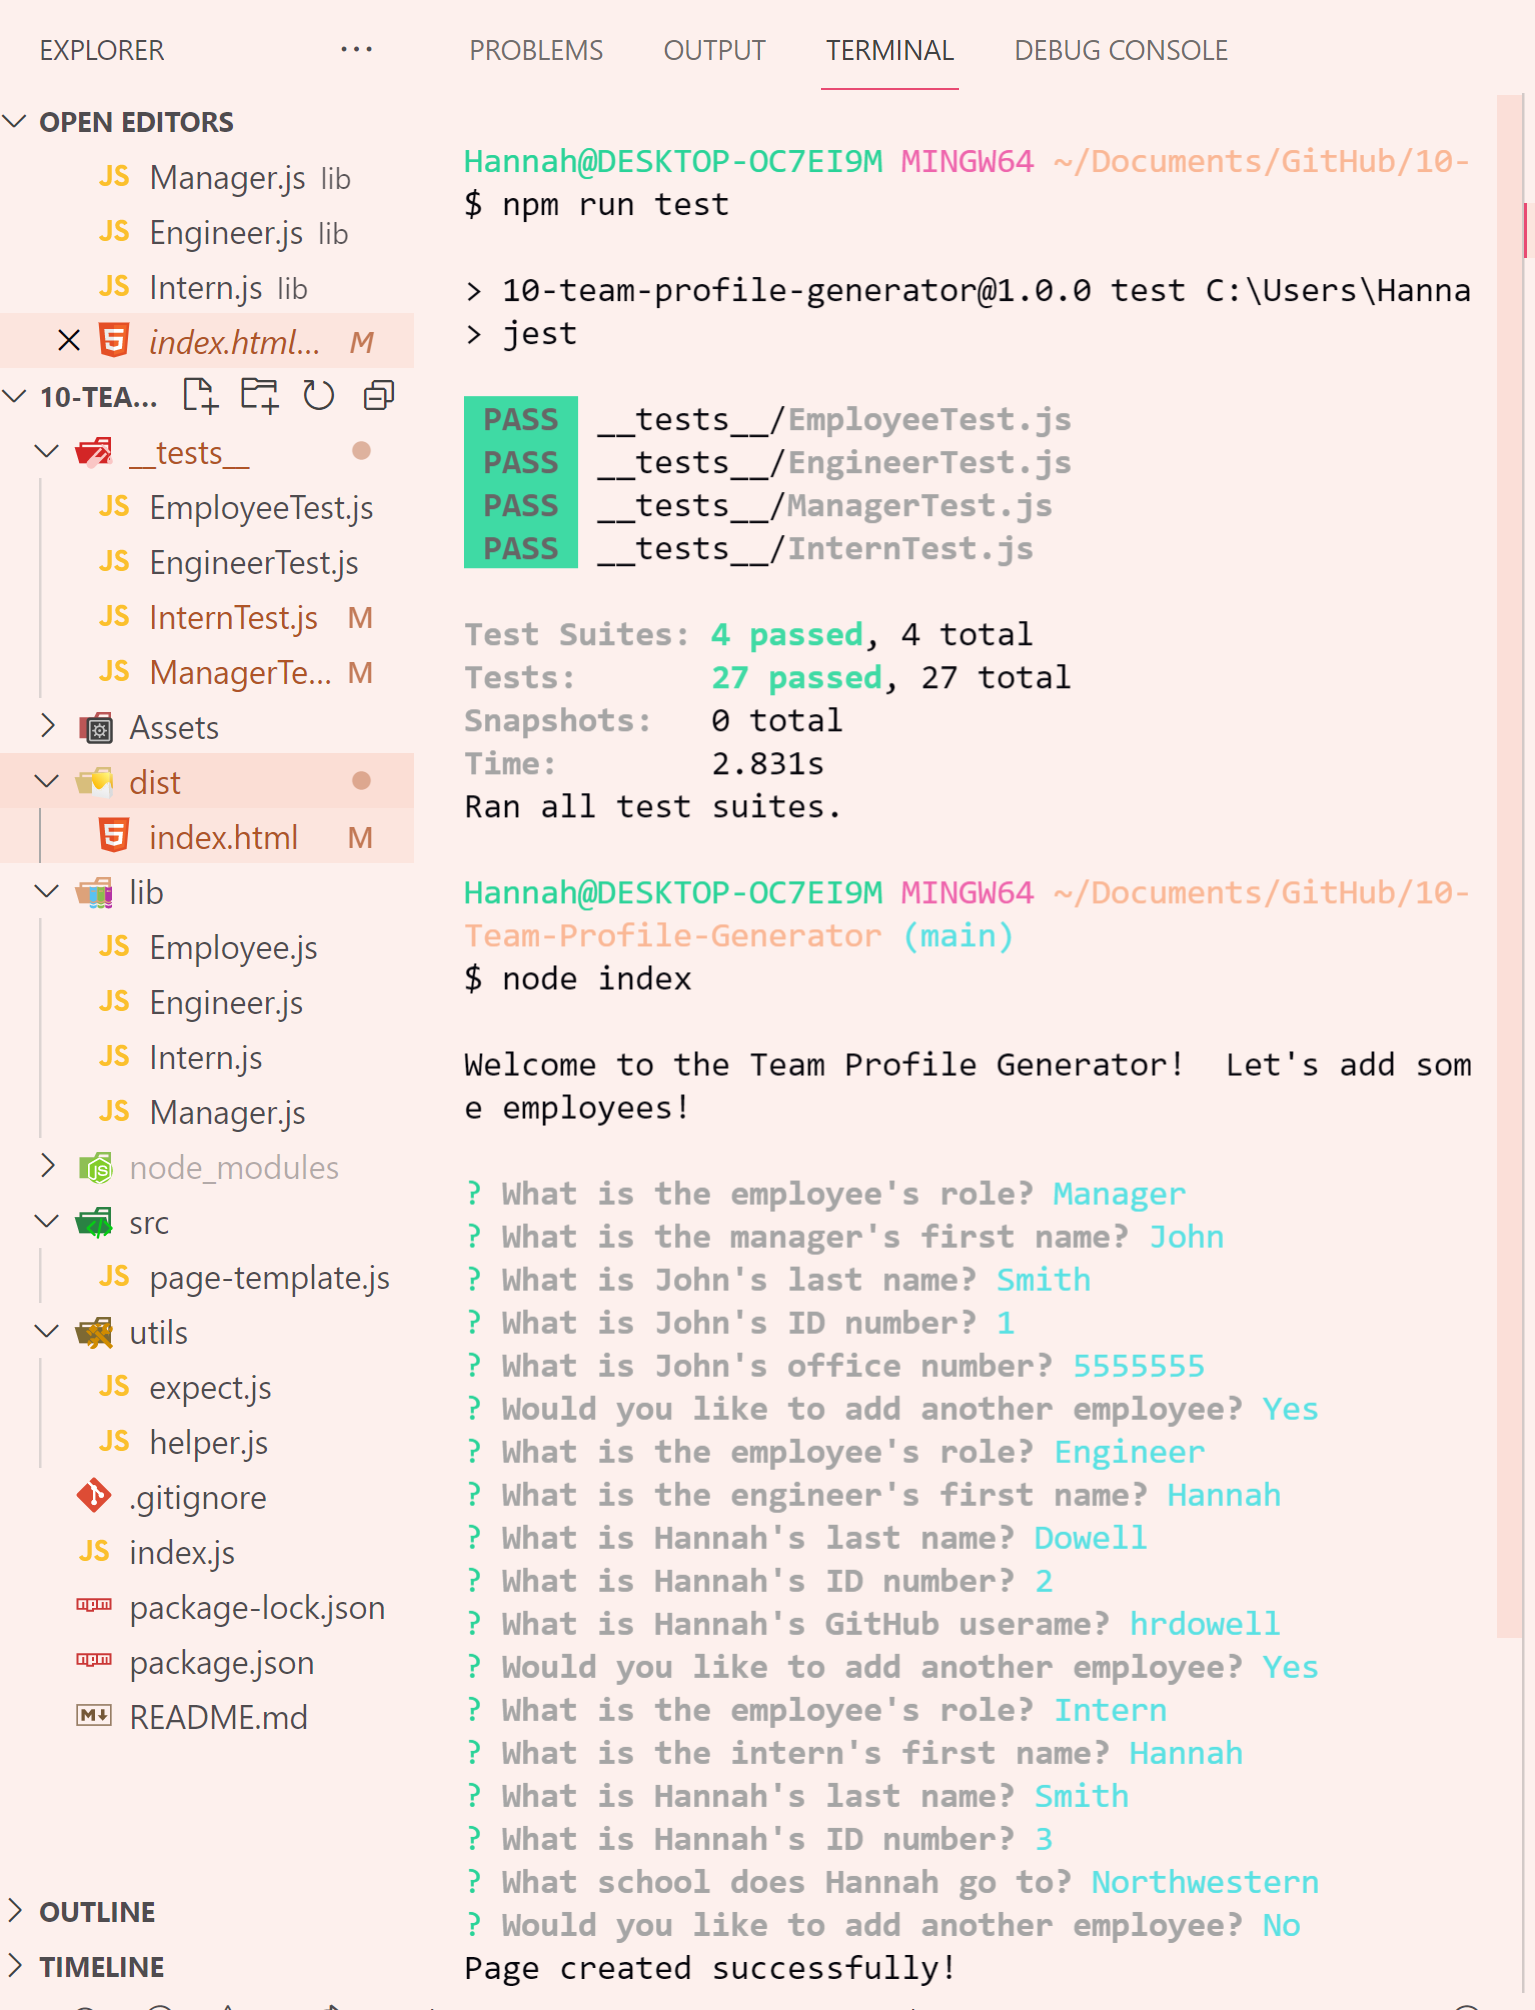 EXPLORER
OPEN EDITORS
JS Manager.js lib
JS Engineer.js lib
JS Intern.js lib
index.html... M
10-TEA...
__tests__
JS EmployeeTest.js
JS EngineerTest.js
JS InternTest.js M
JS ManagerTe... M
Assets
dist
index.html M
lib
JS Employee.js
JS Engineer.js
JS Intern.js
JS Manager.js
node_modules
src
JS page-template.js
utils
JS expect.js
JS helper.js
.gitignore
JS index.js
npm package-lock.json
npm package.json
README.md
OUTLINE
TIMELINE
PROBLEMS OUTPUT TERMINAL DEBUG CONSOLE
Hannah@DESKTOP-OC7EI9M MINGW64 ~/Documents/GitHub/10-
$ npm run test
> 10-team-profile-generator@1.0.0 test C:\Users\Hanna
> jest
PASS __tests__/EmployeeTest.js
PASS __tests__/EngineerTest.js
PASS __tests__/ManagerTest.js
PASS __tests__/InternTest.js
Test Suites: 4 passed, 4 total
Tests: 27 passed, 27 total
Snapshots: 0 total
Time: 2.831s
Ran all test suites.
Hannah@DESKTOP-OC7EI9M MINGW64 ~/Documents/GitHub/10-
Team-Profile-Generator (main)
$ node index
Welcome to the Team Profile Generator!  Let's add som
e employees!
? What is the employee's role? Manager
? What is the manager's first name? John
? What is John's last name? Smith
? What is John's ID number? 1
? What is John's office number? 5555555
? Would you like to add another employee? Yes
? What is the employee's role? Engineer
? What is the engineer's first name? Hannah
? What is Hannah's last name? Dowell
? What is Hannah's ID number? 2
? What is Hannah's GitHub userame? hrdowell
? Would you like to add another employee? Yes
? What is the employee's role? Intern
? What is the intern's first name? Hannah
? What is Hannah's last name? Smith
? What is Hannah's ID number? 3
? What school does Hannah go to? Northwestern
? Would you like to add another employee? No
Page created successfully!